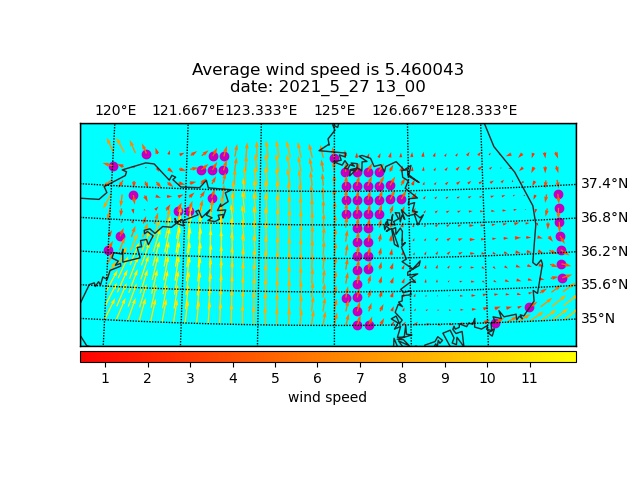 Average wind speed is 5.460043
date: 2021_5_27 13_00
120°E 121.667°E 123.333°E 125°E 126.667°E 128.333°E
37.4°N
36.8°N
36.2°N
35.6°N
35°N
1 2 3 4 5 6 7 8 9 10 11
wind speed